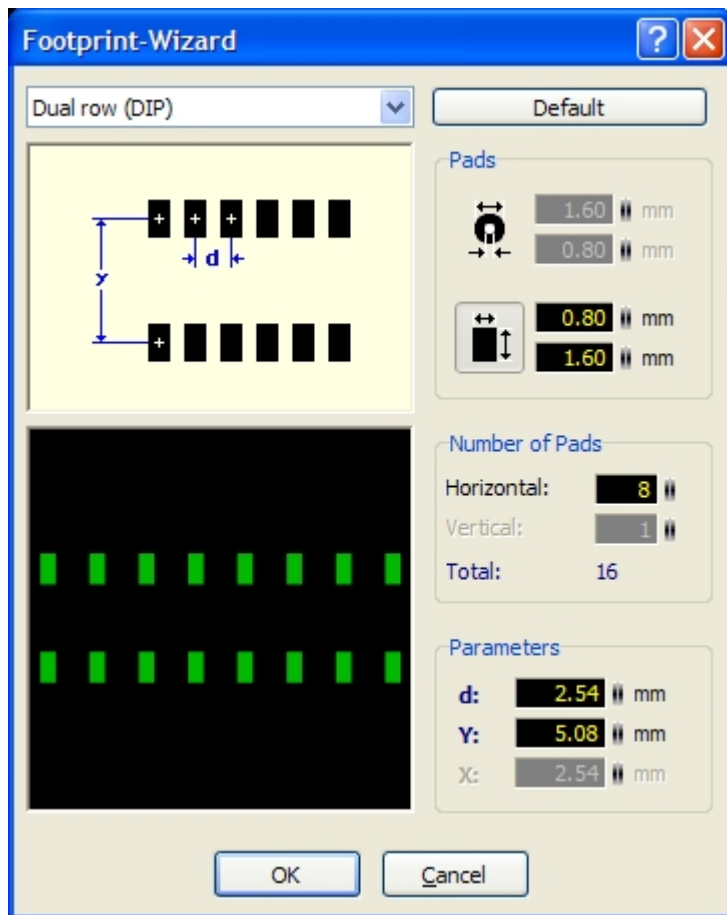 Footprint-Wizard
Dual row (DIP)
Default
Pads
1.60 mm
0.80 mm
0.80 mm
1.60 mm
d
y
Number of Pads
Horizontal: 8
Vertical: 1
Total: 16
Parameters
d: 2.54 mm
Y: 5.08 mm
X: 2.54 mm
OK
Cancel